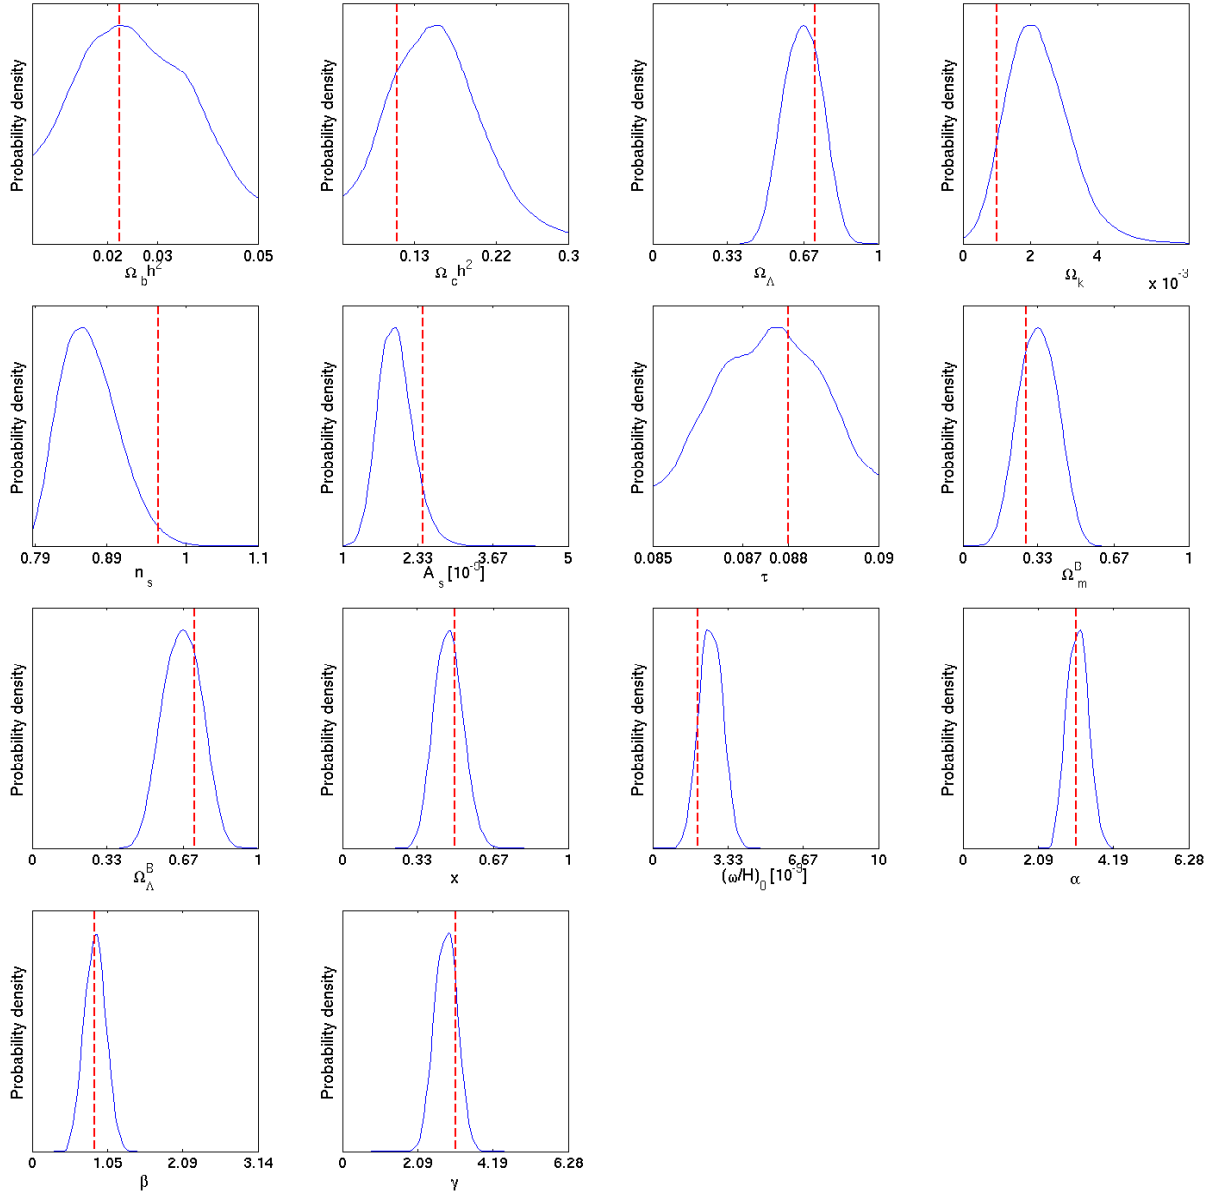 Probability density
Probability density
Probability density
Probability density
0.02 0.03 0.05
0.13 0.22 0.3
0 0.33 0.67 1
0 2 4
Ω_b h²
Ω_c h²
Ω_Λ
Ω_k
x 10⁻³
Probability density
Probability density
Probability density
Probability density
0.79 0.89 1 1.1
1 2.33 3.67 5
0.085 0.087 0.088 0.09
0 0.33 0.67 1
n_s
A_s [10⁻⁹]
τ
Ω_m^B
Probability density
Probability density
Probability density
Probability density
0 0.33 0.67 1
0 0.33 0.67 1
0 3.33 6.67 10
0 2.09 4.19 6.28
Ω_Λ^B
x
(ω/H)_0 [10⁻⁹]
α
Probability density
Probability density
0 1.05 2.09 3.14
0 2.09 4.19 6.28
β
γ